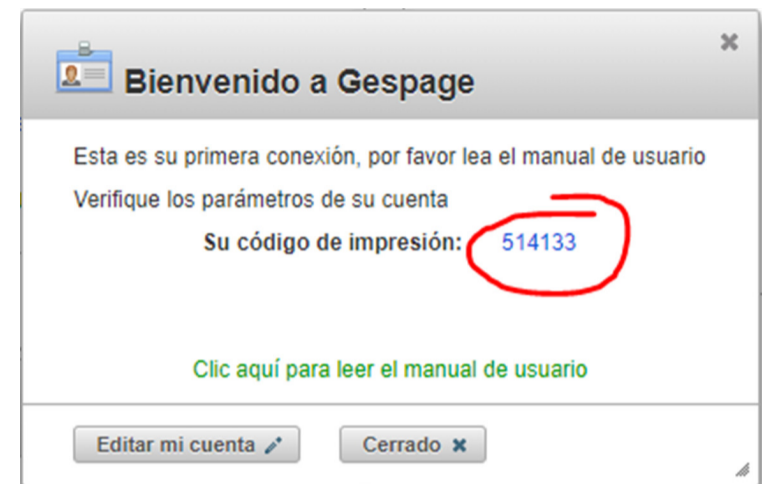 Bienvenido a Gespage
Esta es su primera conexión, por favor lea el manual de usuario
Verifique los parámetros de su cuenta
Su código de impresión: 514133
Clic aquí para leer el manual de usuario
Editar mi cuenta
Cerrado